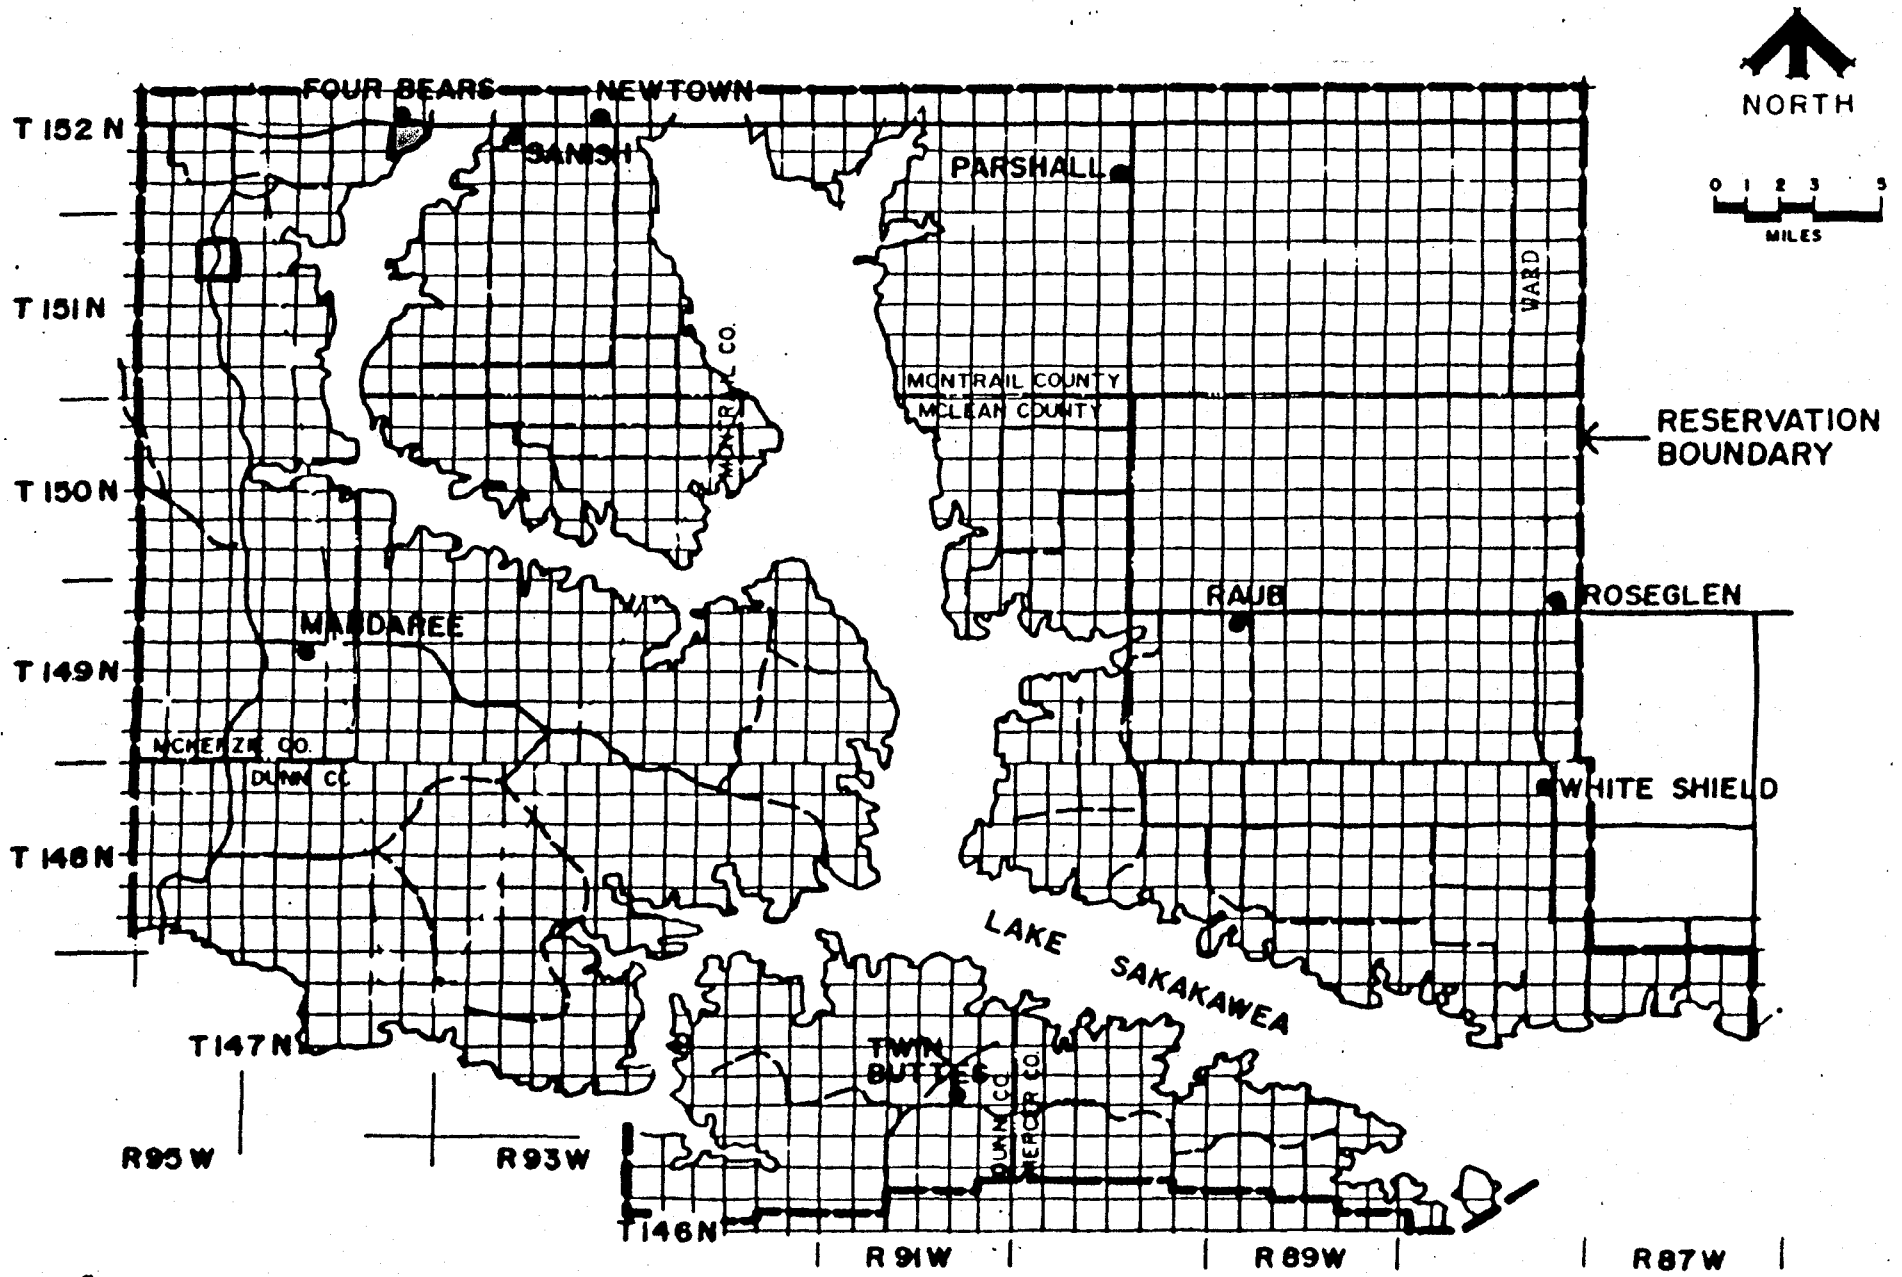 FOUR BEARS
NEWTOWN
NORTH
T 152 N
SANISH
PARSHALL
0 1 2 3 5
MILES
WARD
T 151 N
MONTRAIL CO.
MONTRAIL COUNTY
MCLEAN COUNTY
RESERVATION
BOUNDARY
T 150 N
MANDAREE
RAUB
ROSEGLEN
T 149 N
MCKENZIE CO.
DUNN CO.
WHITE SHIELD
T 148 N
LAKE SAKAKAWEA
T 147 N
TWIN
BUTTES
DUNN CO.
MERCER CO.
R 95 W
R 93 W
T 146 N
R 91 W
R 89 W
R 87 W